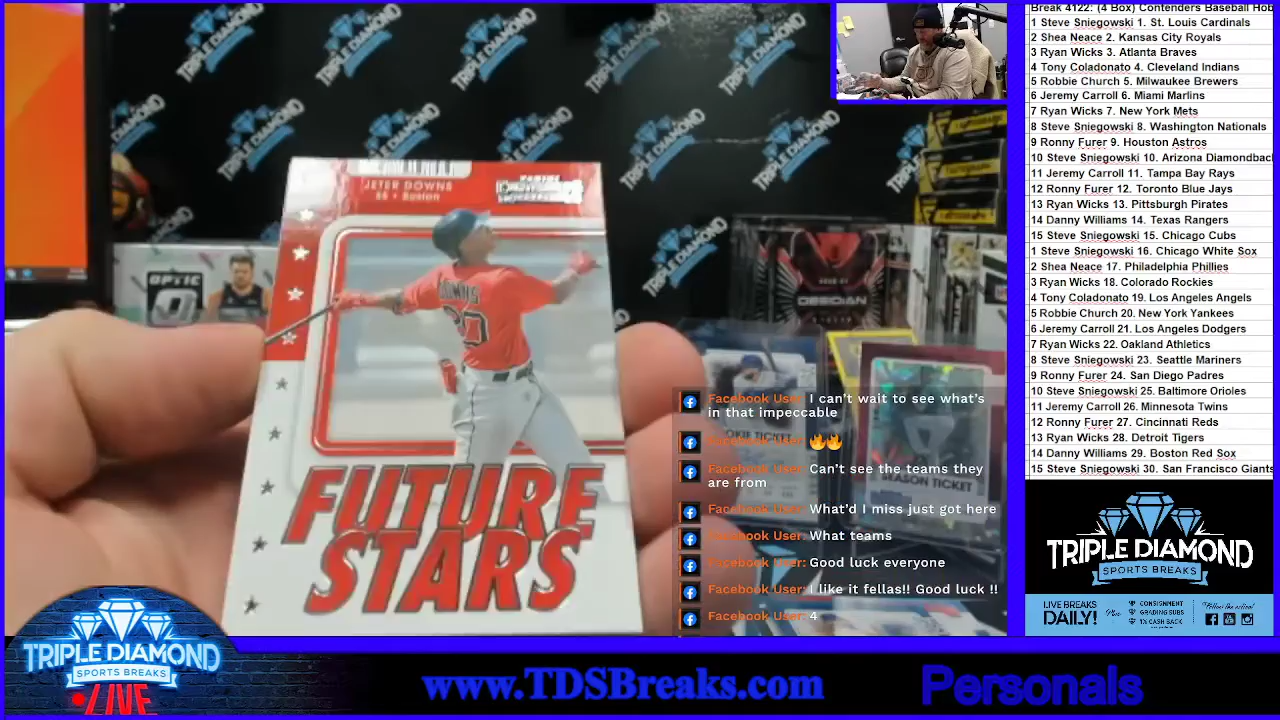 Break 4122. (4 Box) Contenders Baseball Hob
1 Steve Sniegowski 1. St. Louis Cardinals
2 Shea Neace 2. Kansas City Royals
3 Ryan Wicks 3. Atlanta Braves
4 Tony Coladonato 4. Cleveland Indians
5 Robbie Church 5. Milwaukee Brewers
6 Jeremy Carroll 6. Miami Marlins
7 Ryan Wicks 7. New York Mets
8 Steve Sniegowski 8. Washington Nationals
9 Ronny Furer 9. Houston Astros
10 Steve Sniegowski 10. Arizona Diamondbac
11 Jeremy Carroll 11. Tampa Bay Rays
12 Ronny Fuer 12. Toronto Blue Jays
13 Ryan Wicks 13. Pittsburgh Pirates
14 Danny Williams 14. Texas Rangers
15 Steve Sniegowski 15. Chicago Cubs
1 Steve Sniegowski 16. Chicago White Sox
2 Shea Neace 17. Philadelphia Phillies
3 Ryan Wicks 18. Colorado Rockies
4 Tony Coladonato 19. Los Angeles Angels
5 Robbie Church 20. New York Yankees
6 Jeremy Carroll 21. Los Angeles Dodgers
7 Ryan Wicks 22. Oakland Athletics
8 Steve Sniegowski 23. Seattle Mariners
9 Ronny Furer 24. San Diego Padres
10 Steve Sniegowski 25. Baltimore Orioles
11 Jeremy Carroll 26. Minnesota Twins
12 Ronny Furer 27. Cincinnati Reds
13 Ryan Wicks 28. Detroit Tigers
14 Danny Williams 29. Boston Red Sox
15 Steve Sniegowski 30. San Francisco Giants
JETER DOWNS
SS • Boston
PANINI
DOWNS
20
FUTURE
STARS
OPTIC
OBSIDIAN
ROOKIE TICKET
SEASON TICKET
Facebook User: I can't wait to see what's
in that impeccable
Facebook User: 🔥🔥
Facebook User: Can't see the teams they
are from
Facebook User: What'd I miss just got here
Facebook User: What teams
Facebook User: Good luck everyone
Facebook User: I like it fellas!! Good luck !!
Facebook User: 4
TRIPLE DIAMOND
SPORTS BREAKS
LIVE BREAKS
DAILY!
Plus
CONSIGNMENT
GRADING SUBS
1% CASH BACK
Follow the action!
TRIPLE DIAMOND
SPORTS BREAKS
LIVE
www.TDSBreaks.com
Personals